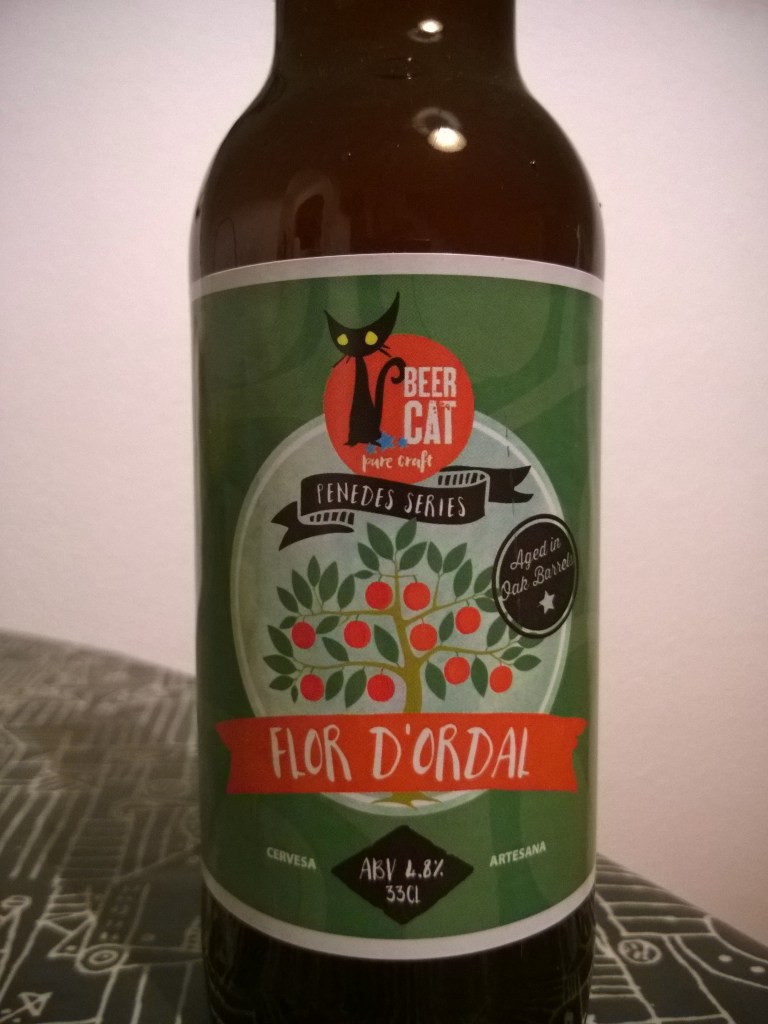 BEER
CAT
pure craft
PENEDES SERIES
Aged in
Oak Barrels
FLOR D'ORDAL
CERVESA
ARTESANA
ABV 4.8%
33CL